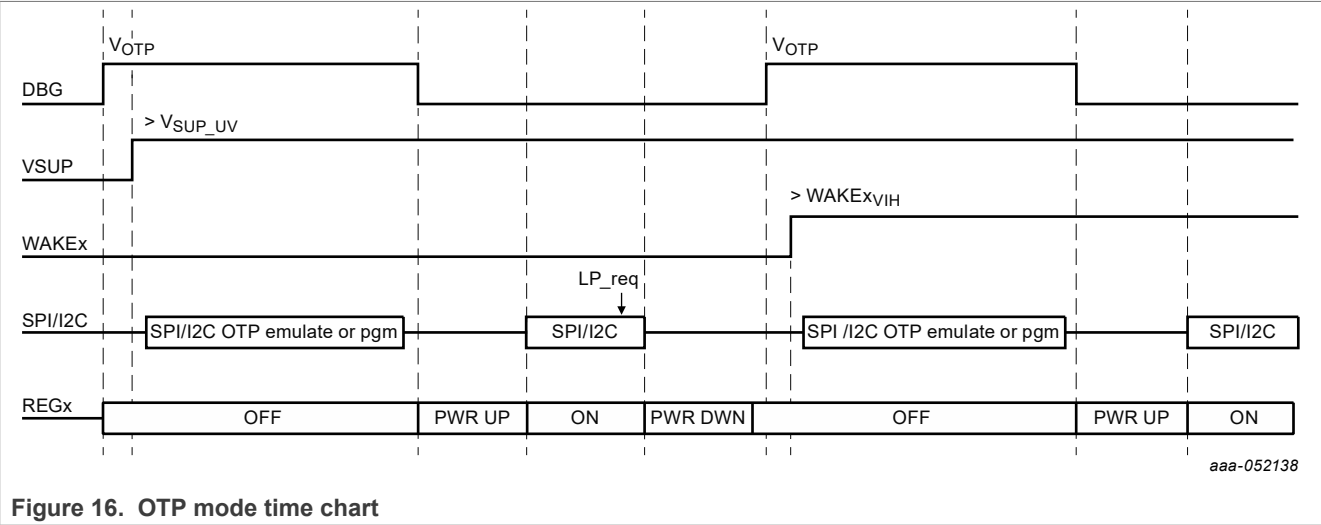 VOTP VOTP
DBG
> VSUP_UV
VSUP
> WAKExVIH
WAKEx
LP_req
SPI/I2C SPI/I2C OTP emulate or pgm SPI/I2C SPI /I2C OTP emulate or pgm SPI/I2C
REGx OFF PWR UP ON PWR DWN OFF PWR UP ON
aaa-052138
Figure 16. OTP mode time chart